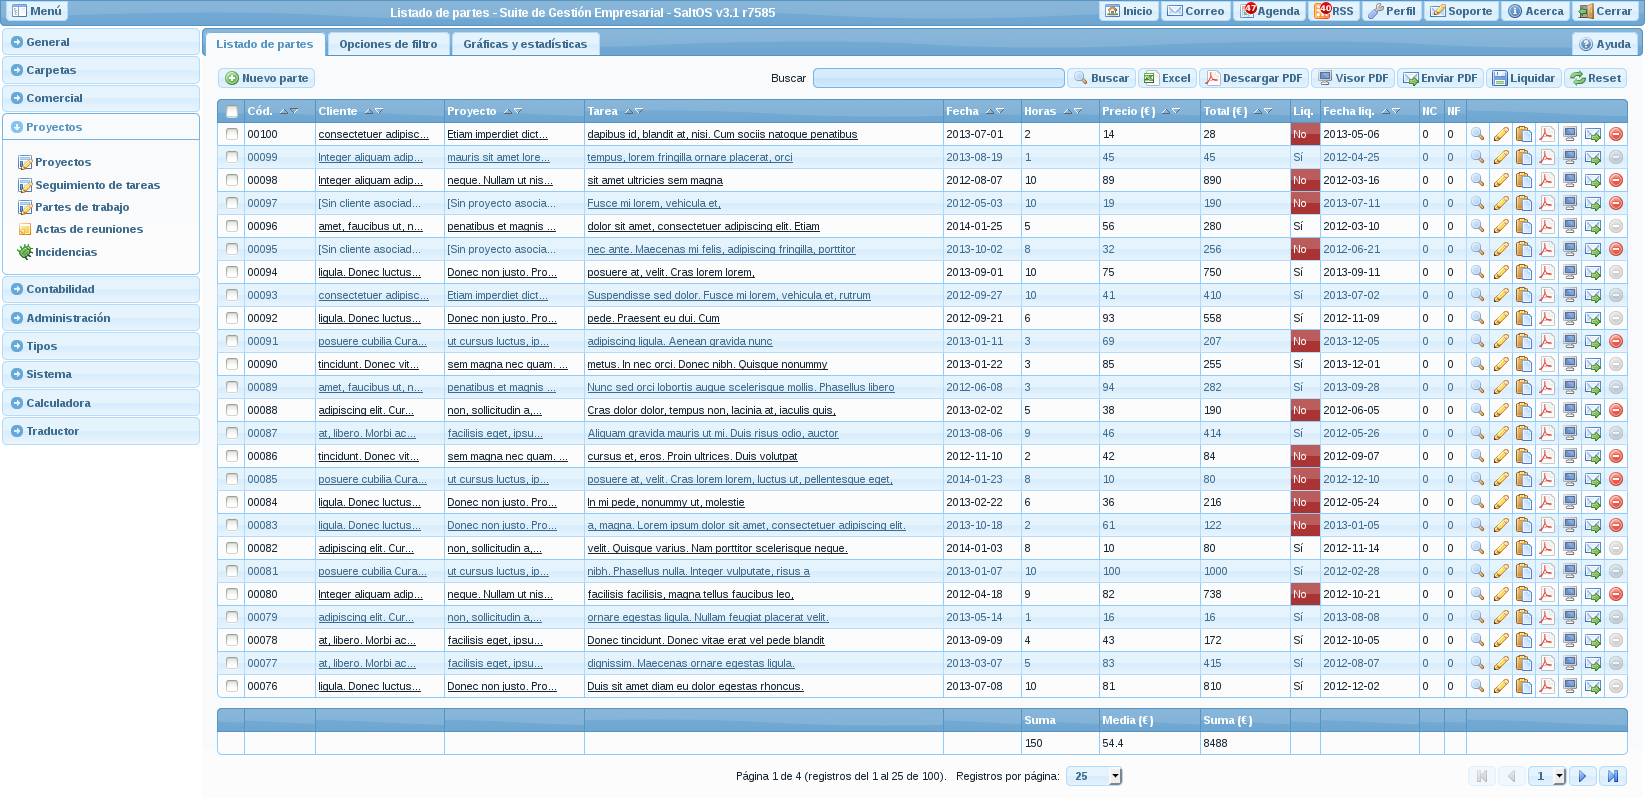 Menú
Listado de partes - Suite de Gestión Empresarial - SaltOS v3.1 r7585
Inicio Correo 47 Agenda 40 RSS Perfil Soporte Acerca Cerrar
General
Carpetas
Comercial
Proyectos
Proyectos
Seguimiento de tareas
Partes de trabajo
Actas de reuniones
Incidencias
Contabilidad
Administración
Tipos
Sistema
Calculadora
Traductor
Listado de partes Opciones de filtro Gráficas y estadísticas Ayuda
Nuevo parte Buscar Buscar Excel Descargar PDF Visor PDF Enviar PDF Liquidar Reset
Cód. Cliente Proyecto Tarea Fecha Horas Precio (€) Total (€) Liq. Fecha liq. NC NF
00100 consectetuer adipisc... Etiam imperdiet dict... dapibus id, blandit at, nisi. Cum sociis natoque penatibus 2013-07-01 2 14 28 No 2013-05-06 0 0
00099 Integer aliquam adip... mauris sit amet lore... tempus, lorem fringilla ornare placerat, orci 2013-08-19 1 45 45 Sí 2012-04-25 0 0
00098 Integer aliquam adip... neque. Nullam ut nis... sit amet ultricies sem magna 2012-08-07 10 89 890 No 2012-03-16 0 0
00097 [Sin cliente asociad... [Sin proyecto asocia... Fusce mi lorem, vehicula et, 2012-05-03 10 19 190 No 2013-07-11 0 0
00096 amet, faucibus ut, n... penatibus et magnis ... dolor sit amet, consectetuer adipiscing elit. Etiam 2014-01-25 5 56 280 Sí 2012-03-10 0 0
00095 [Sin cliente asociad... [Sin proyecto asocia... nec ante. Maecenas mi felis, adipiscing fringilla, porttitor 2013-10-02 8 32 256 No 2012-06-21 0 0
00094 ligula. Donec luctus... Donec non justo. Pro... posuere at, velit. Cras lorem lorem, 2013-09-01 10 75 750 Sí 2013-09-11 0 0
00093 consectetuer adipisc... Etiam imperdiet dict... Suspendisse sed dolor. Fusce mi lorem, vehicula et, rutrum 2012-09-27 10 41 410 Sí 2013-07-02 0 0
00092 ligula. Donec luctus... Donec non justo. Pro... pede. Praesent eu dui. Cum 2012-09-21 6 93 558 Sí 2012-11-09 0 0
00091 posuere cubilia Cura... ut cursus luctus, ip... adipiscing ligula. Aenean gravida nunc 2013-01-11 3 69 207 No 2013-12-05 0 0
00090 tincidunt. Donec vit... sem magna nec quam. ... metus. In nec orci. Donec nibh. Quisque nonummy 2013-01-22 3 85 255 Sí 2013-12-01 0 0
00089 amet, faucibus ut, n... penatibus et magnis ... Nunc sed orci lobortis augue scelerisque mollis. Phasellus libero 2012-06-08 3 94 282 Sí 2013-09-28 0 0
00088 adipiscing elit. Cur... non, sollicitudin a,... Cras dolor dolor, tempus non, lacinia at, iaculis quis, 2013-02-02 5 38 190 No 2012-06-05 0 0
00087 at, libero. Morbi ac... facilisis eget, ipsu... Aliquam gravida mauris ut mi. Duis risus odio, auctor 2013-08-06 9 46 414 Sí 2012-05-26 0 0
00086 tincidunt. Donec vit... sem magna nec quam. ... cursus et, eros. Proin ultrices. Duis volutpat 2012-11-10 2 42 84 No 2012-09-07 0 0
00085 posuere cubilia Cura... ut cursus luctus, ip... posuere at, velit. Cras lorem lorem, luctus ut, pellentesque eget, 2014-01-23 8 10 80 No 2012-12-10 0 0
00084 ligula. Donec luctus... Donec non justo. Pro... In mi pede, nonummy ut, molestie 2013-02-22 6 36 216 No 2012-05-24 0 0
00083 ligula. Donec luctus... Donec non justo. Pro... a, magna. Lorem ipsum dolor sit amet, consectetuer adipiscing elit. 2013-10-18 2 61 122 No 2013-01-05 0 0
00082 adipiscing elit. Cur... non, sollicitudin a,... velit. Quisque varius. Nam porttitor scelerisque neque. 2014-01-03 8 10 80 Sí 2012-11-14 0 0
00081 posuere cubilia Cura... ut cursus luctus, ip... nibh. Phasellus nulla. Integer vulputate, risus a 2013-01-07 10 100 1000 Sí 2012-02-28 0 0
00080 Integer aliquam adip... neque. Nullam ut nis... facilisis facilisis, magna tellus faucibus leo, 2012-04-18 9 82 738 No 2012-10-21 0 0
00079 adipiscing elit. Cur... non, sollicitudin a,... ornare egestas ligula. Nullam feugiat placerat velit. 2013-05-14 1 16 16 Sí 2013-08-08 0 0
00078 at, libero. Morbi ac... facilisis eget, ipsu... Donec tincidunt. Donec vitae erat vel pede blandit 2013-09-09 4 43 172 Sí 2012-10-05 0 0
00077 at, libero. Morbi ac... facilisis eget, ipsu... dignissim. Maecenas ornare egestas ligula. 2013-03-07 5 83 415 Sí 2012-08-07 0 0
00076 ligula. Donec luctus... Donec non justo. Pro... Duis sit amet diam eu dolor egestas rhoncus. 2013-07-08 10 81 810 Sí 2012-12-02 0 0
Suma Media (€) Suma (€)
150 54.4 8488
Página 1 de 4 (registros del 1 al 25 de 100). Registros por página: 25 1